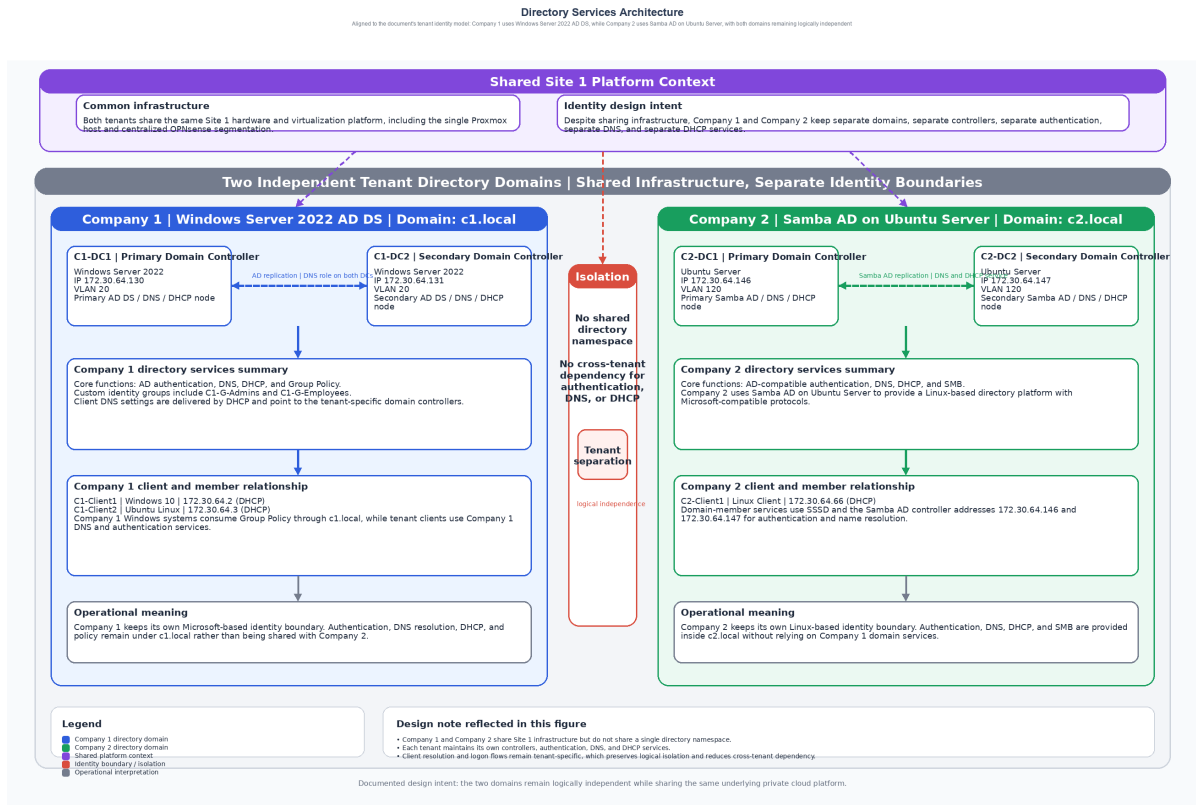 Directory Services Architecture
Aligned to the document's tenant identity model: Company 1 uses Windows Server 2022 AD DS, while Company 2 uses Samba AD on Ubuntu Server, with both domains remaining logically independent
Shared Site 1 Platform Context
Common infrastructure
Both tenants share the same Site 1 hardware and virtualization platform, including the single Proxmox
host and centralized OPNsense segmentation.
Identity design intent
Despite sharing infrastructure, Company 1 and Company 2 keep separate domains, separate controllers, separate authentication,
separate DNS, and separate DHCP services.
Two Independent Tenant Directory Domains | Shared Infrastructure, Separate Identity Boundaries
Company 1 | Windows Server 2022 AD DS | Domain: c1.local
C1-DC1 | Primary Domain Controller
Windows Server 2022
IP 172.30.64.130
VLAN 20
Primary AD DS / DNS / DHCP node
AD replication | DNS role on both DCs
C1-DC2 | Secondary Domain Controller
Windows Server 2022
IP 172.30.64.131
VLAN 20
Secondary AD DS / DNS / DHCP
node
Company 1 directory services summary
Core functions: AD authentication, DNS, DHCP, and Group Policy.
Custom identity groups include C1-G-Admins and C1-G-Employees.
Client DNS settings are delivered by DHCP and point to the tenant-specific domain controllers.
Company 1 client and member relationship
C1-Client1 | Windows 10 | 172.30.64.2 (DHCP)
C1-Client2 | Ubuntu Linux | 172.30.64.3 (DHCP)
Company 1 Windows systems consume Group Policy through c1.local, while tenant clients use Company 1
DNS and authentication services.
Operational meaning
Company 1 keeps its own Microsoft-based identity boundary. Authentication, DNS resolution, DHCP, and
policy remain under c1.local rather than being shared with Company 2.
Isolation
No shared
directory
namespace
No cross-tenant
dependency for
authentication,
DNS, or DHCP
Tenant
separation
logical independence
Company 2 | Samba AD on Ubuntu Server | Domain: c2.local
C2-DC1 | Primary Domain Controller
Ubuntu Server
IP 172.30.64.146
VLAN 120
Primary Samba AD / DNS / DHCP
node
Samba AD replication | DNS and DHCP
C2-DC2 | Secondary Domain Controller
Ubuntu Server
IP 172.30.64.147
VLAN 120
Secondary Samba AD / DNS / DHCP
node
Company 2 directory services summary
Core functions: AD-compatible authentication, DNS, DHCP, and SMB.
Company 2 uses Samba AD on Ubuntu Server to provide a Linux-based directory platform with
Microsoft-compatible protocols.
Company 2 client and member relationship
C2-Client1 | Linux Client | 172.30.64.66 (DHCP)
Domain-member services use SSSD and the Samba AD controller addresses 172.30.64.146 and
172.30.64.147 for authentication and name resolution.
Operational meaning
Company 2 keeps its own Linux-based identity boundary. Authentication, DNS, DHCP, and SMB are provided
inside c2.local without relying on Company 1 domain services.
Legend
Company 1 directory domain
Company 2 directory domain
Shared platform context
Identity boundary / isolation
Operational interpretation
Design note reflected in this figure
• Company 1 and Company 2 share Site 1 infrastructure but do not share a single directory namespace.
• Each tenant maintains its own controllers, authentication, DNS, and DHCP services.
• Client resolution and logon flows remain tenant-specific, which preserves logical isolation and reduces cross-tenant dependency.
Documented design intent: the two domains remain logically independent while sharing the same underlying private cloud platform.